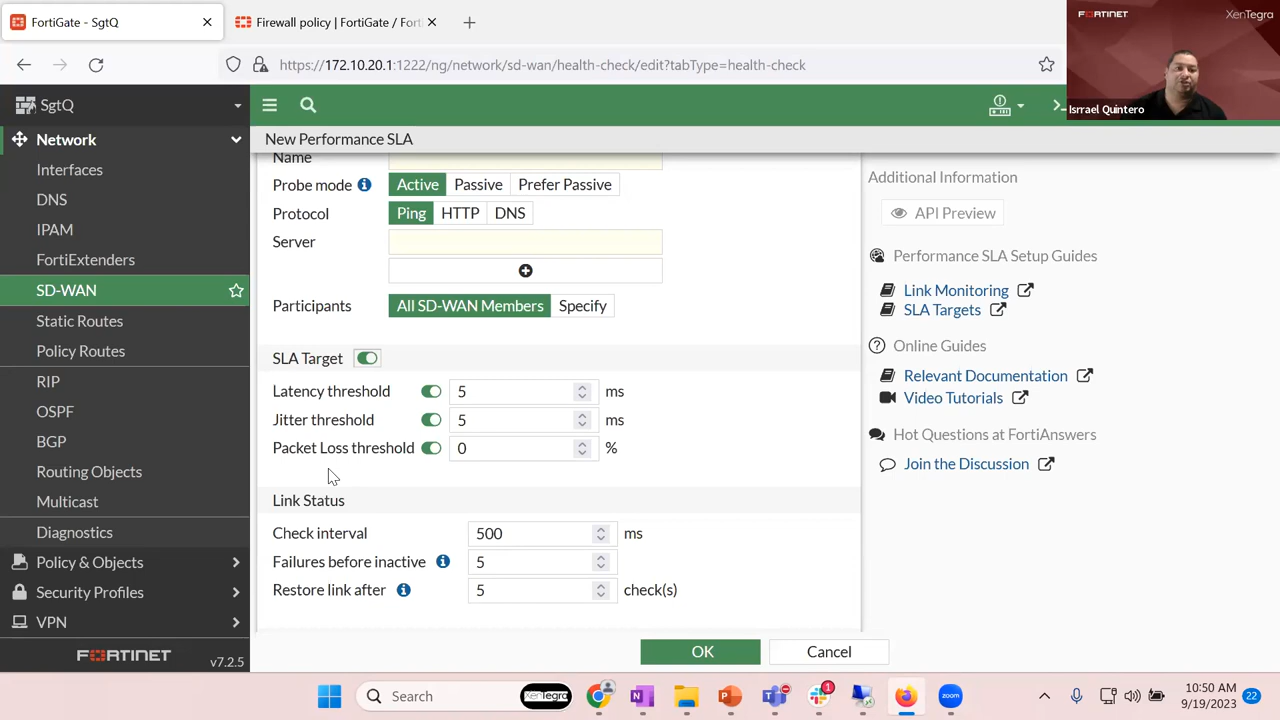 FortiGate - SgtQ
Firewall policy | FortiGate / Forti
https://172.10.20.1:1222/ng/network/sd-wan/health-check/edit?tabType=health-check
FORTINET
XenTegra
Isrrael Quintero
SgtQ
Network
Interfaces
DNS
IPAM
FortiExtenders
SD-WAN
Static Routes
Policy Routes
RIP
OSPF
BGP
Routing Objects
Multicast
Diagnostics
Policy & Objects
Security Profiles
VPN
FORTINET v7.2.5
New Performance SLA
Name
Probe mode Active Passive Prefer Passive
Protocol Ping HTTP DNS
Server
Participants All SD-WAN Members Specify
SLA Target
Latency threshold 5 ms
Jitter threshold 5 ms
Packet Loss threshold 0 %
Link Status
Check interval 500 ms
Failures before inactive 5
Restore link after 5 check(s)
OK Cancel
Additional Information
API Preview
Performance SLA Setup Guides
Link Monitoring
SLA Targets
Online Guides
Relevant Documentation
Video Tutorials
Hot Questions at FortiAnswers
Join the Discussion
Search
XenTegra
1
zoom
10:50 AM
9/19/2023
22